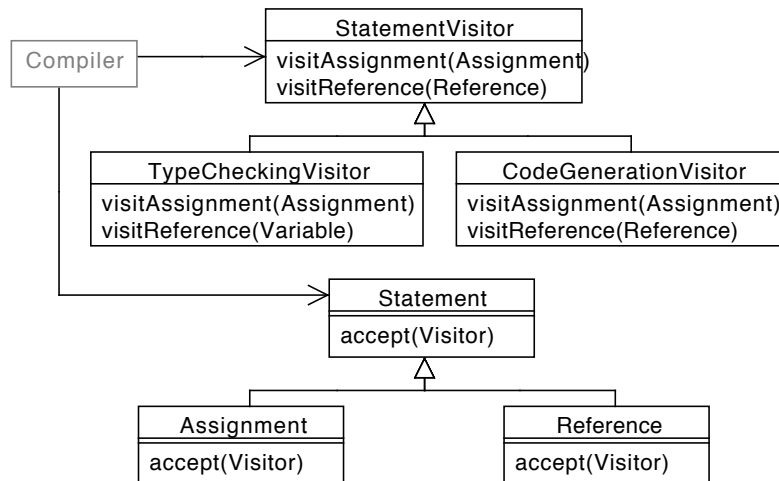 StatementVisitor
visitAssignment(Assignment)
visitReference(Reference)
Compiler
TypeCheckingVisitor
visitAssignment(Assignment)
visitReference(Variable)
CodeGenerationVisitor
visitAssignment(Assignment)
visitReference(Reference)
Statement
accept(Visitor)
Assignment
accept(Visitor)
Reference
accept(Visitor)